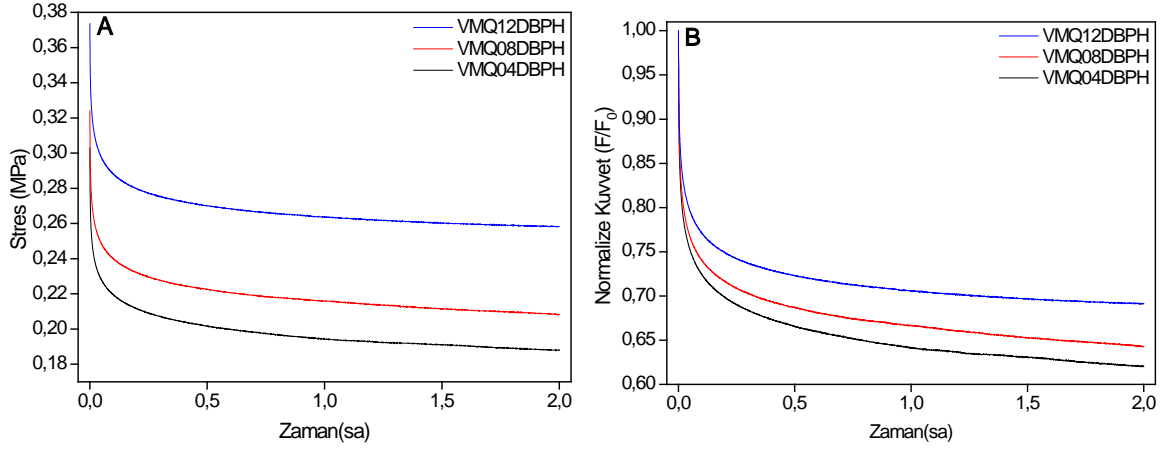 A
VMQ12DBPH
VMQ08DBPH
VMQ04DBPH
0,38
0,36
0,34
0,32
0,30
0,28
0,26
0,24
0,22
0,20
0,18
Stres (MPa)
0,0
0,5
1,0
1,5
2,0
Zaman(sa)
B
VMQ12DBPH
VMQ08DBPH
VMQ04DBPH
1,00
0,95
0,90
0,85
0,80
0,75
0,70
0,65
0,60
Normalize Kuvvet (F/F₀)
0,0
0,5
1,0
1,5
2,0
Zaman(sa)